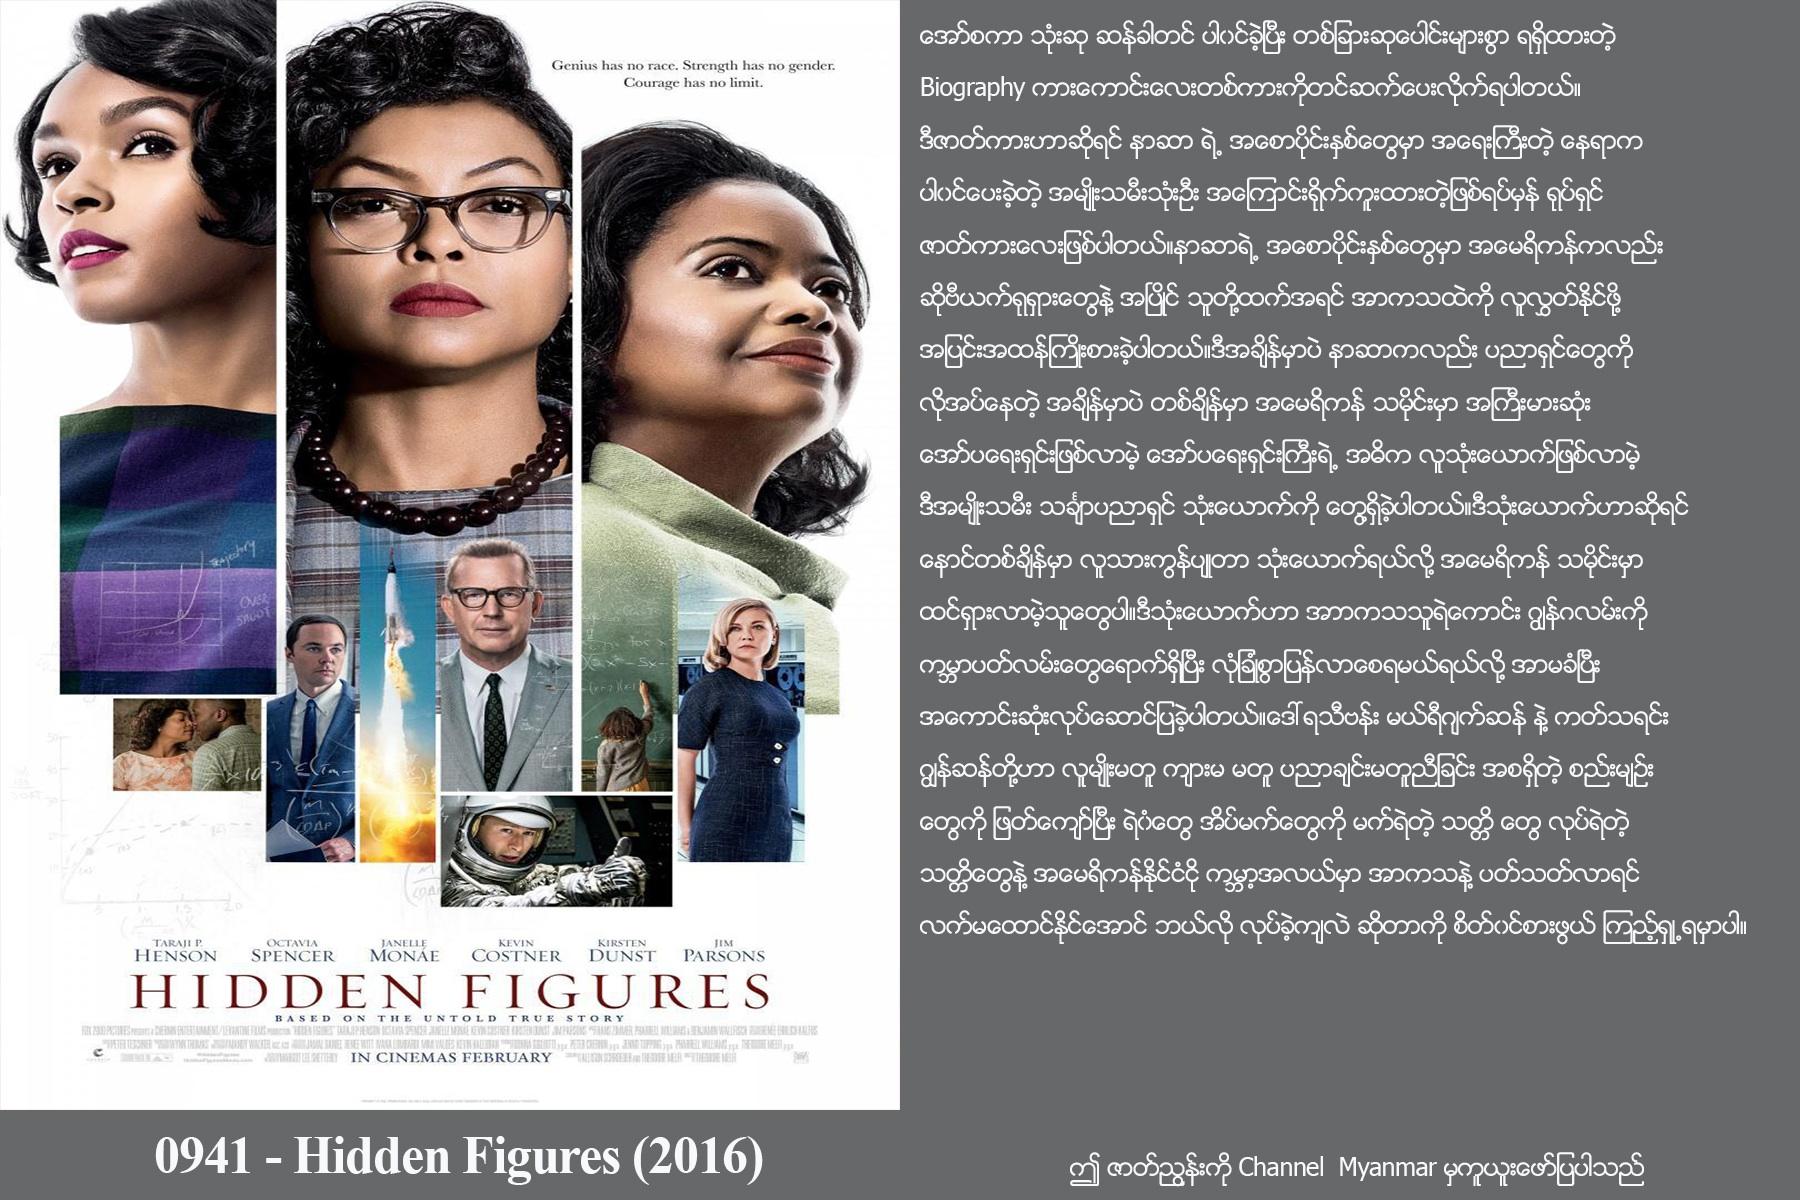 Genius has no race. Strength has no gender.
Courage has no limit.
trajectory
OVER
SHOOT
TARAJI P. HENSON
OCTAVIA SPENCER
JANELLE MONÁE
KEVIN COSTNER
KIRSTEN DUNST
JIM PARSONS
HIDDEN FIGURES
BASED ON THE UNTOLD TRUE STORY
IN CINEMAS FEBRUARY
0941 - Hidden Figures (2016)
အော်စကာ သုံးဆု ဆန်ခါတင် ပါဝင်ခဲ့ပြီး တစ်ခြားဆုပေါင်းများစွာ ရရှိထားတဲ့
Biography ကားကောင်းလေးတစ်ကားကိုတင်ဆက်ပေးလိုက်ရပါတယ်။
ဒီဇာတ်ကားဟာဆိုရင် နာဆာ ရဲ့ အစောပိုင်းနှစ်တွေမှာ အရေးကြီးတဲ့ နေရာက
ပါဝင်ပေးခဲ့တဲ့ အမျိုးသမီးသုံးဦး အကြောင်းရိုက်ကူးထားတဲ့ဖြစ်ရပ်မှန် ရုပ်ရှင်
ဇာတ်ကားလေးဖြစ်ပါတယ်။နာဆာရဲ့ အစောပိုင်းနှစ်တွေမှာ အမေရိကန်ကလည်း
ဆိုဗီယက်ရုရှားတွေနဲ့ အပြိုင် သူတို့ထက်အရင် အာကသထဲကို လူလွှတ်နိုင်ဖို့
အပြင်းအထန်ကြိုးစားခဲ့ပါတယ်။ဒီအချိန်မှာပဲ နာဆာကလည်း ပညာရှင်တွေကို
လိုအပ်နေတဲ့ အချိန်မှာပဲ တစ်ချိန်မှာ အမေရိကန် သမိုင်းမှာ အကြီးမားဆုံး
အော်ပရေးရှင်းဖြစ်လာမဲ့ အော်ပရေးရှင်းကြီးရဲ့ အဓိက လူသုံးယောက်ဖြစ်လာမဲ့
ဒီအမျိုးသမီး သင်္ချာပညာရှင် သုံးယောက်ကို တွေ့ရှိခဲ့ပါတယ်။ဒီသုံးယောက်ဟာဆိုရင်
နောင်တစ်ချိန်မှာ လူသားကွန်ပျုတာ သုံးယောက်ရယ်လို့ အမေရိကန် သမိုင်းမှာ
ထင်ရှားလာမဲ့သူတွေပါ။ဒီသုံးယောက်ဟာ အာာကသသူရဲကောင်း ဂျွန်ဂလမ်းကို
ကမ္ဘာပတ်လမ်းတွေရောက်ရှိပြီး လုံခြုံစွာပြန်လာစေရမယ်ရယ်လို့ အာမခံပြီး
အကောင်းဆုံးလုပ်ဆောင်ပြခဲ့ပါတယ်။ဒေါ်ရသီဗန်း မယ်ရီဂျက်ဆန် နဲ့ ကတ်သရင်း
ဂျွန်ဆန်တို့ဟာ လူမျိုးမတူ ကျားမ မတူ ပညာချင်းမတူညီခြင်း အစရှိတဲ့ စည်းမျဉ်း
တွေကို ဖြတ်ကျော်ပြီး ရဲပံတွေ အိပ်မက်တွေကို မက်ရဲတဲ့ သတ္တိ တွေ လုပ်ရဲတဲ့
သတ္တိတွေနဲ့ အမေရိကန်နိုင်ငံငို ကမ္ဘာ့အလယ်မှာ အာကသနဲ့ ပတ်သတ်လာရင်
လက်မထောင်နိုင်အောင် ဘယ်လို လုပ်ခဲ့ကျလဲ ဆိုတာကို စိတ်ဝင်စားဖွယ် ကြည့်ရှု့ရမှာပါ။
ဤ ဇာတ်ညွှန်းကို Channel Myanmar မှကူယူးဖော်ပြပါသည်